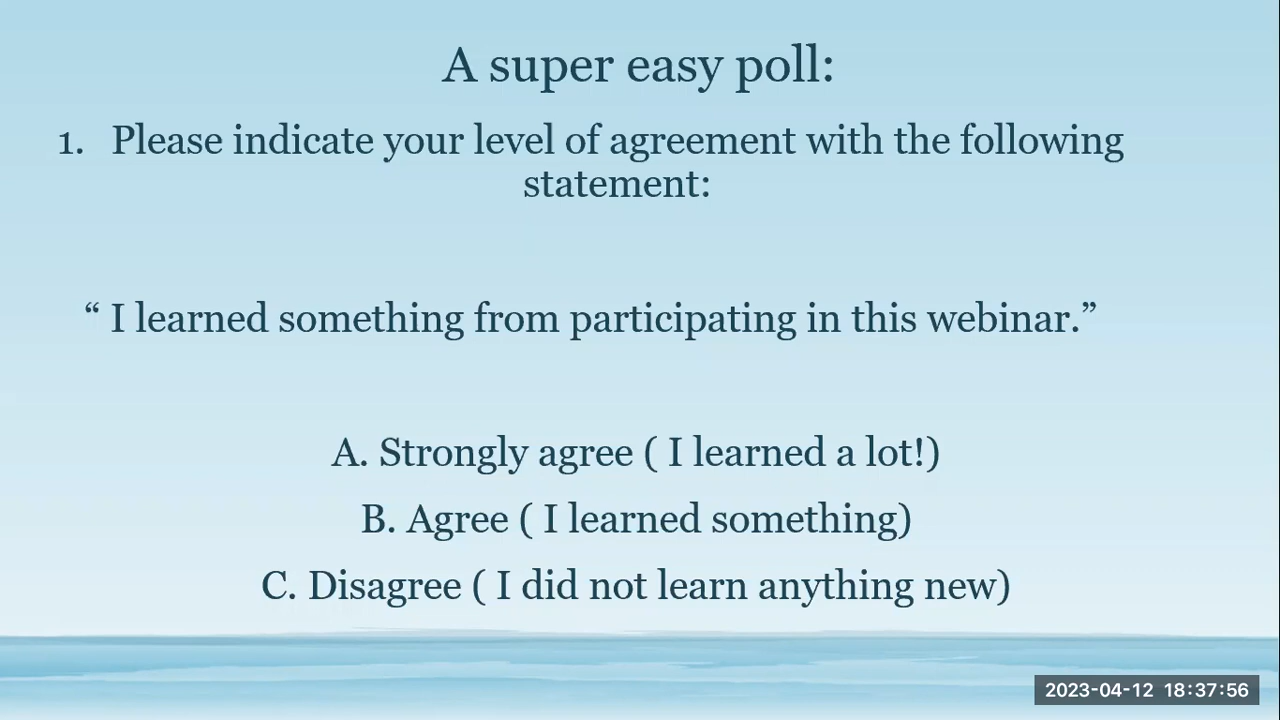 A super easy poll:
1. Please indicate your level of agreement with the following
statement:
“ I learned something from participating in this webinar.”
A. Strongly agree ( I learned a lot!)
B. Agree ( I learned something)
C. Disagree ( I did not learn anything new)
2023-04-12 18:37:56